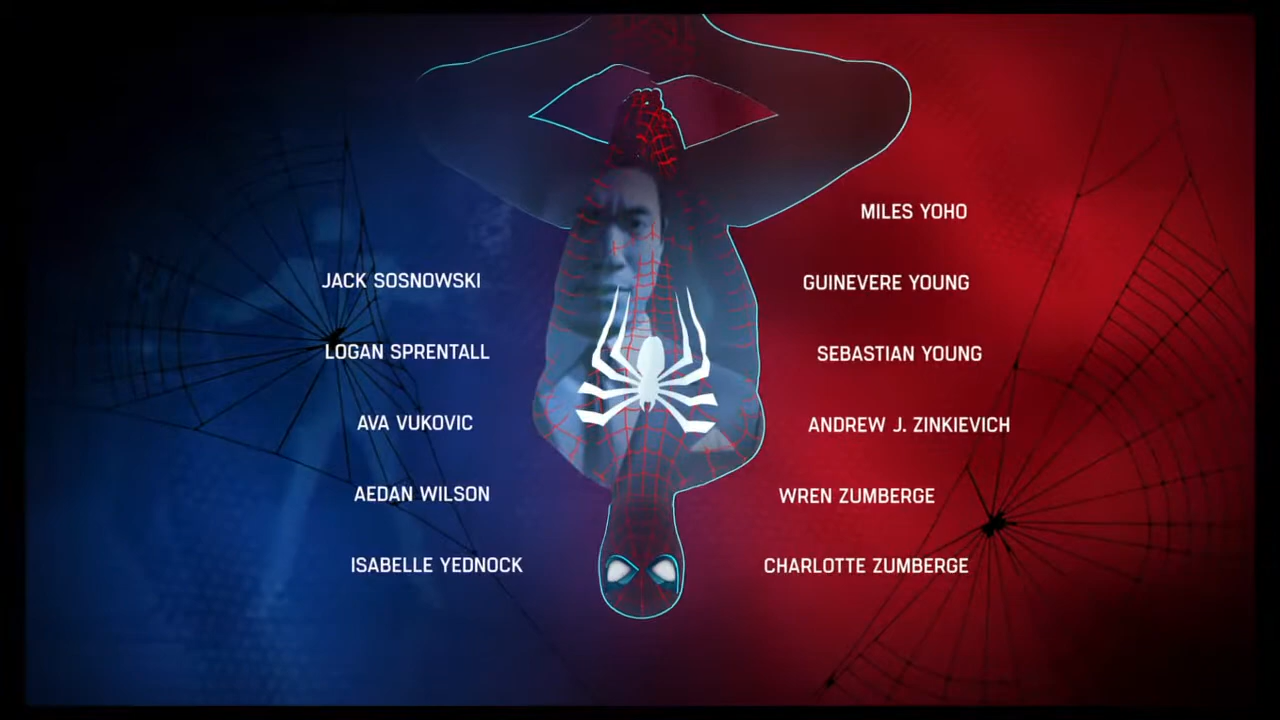 JACK SOSNOWSKI
LOGAN SPRENTALL
AVA VUKOVIC
AEDAN WILSON
ISABELLE YEDNOCK
MILES YOHO
GUINEVERE YOUNG
SEBASTIAN YOUNG
ANDREW J. ZINKIEVICH
WREN ZUMBERGE
CHARLOTTE ZUMBERGE